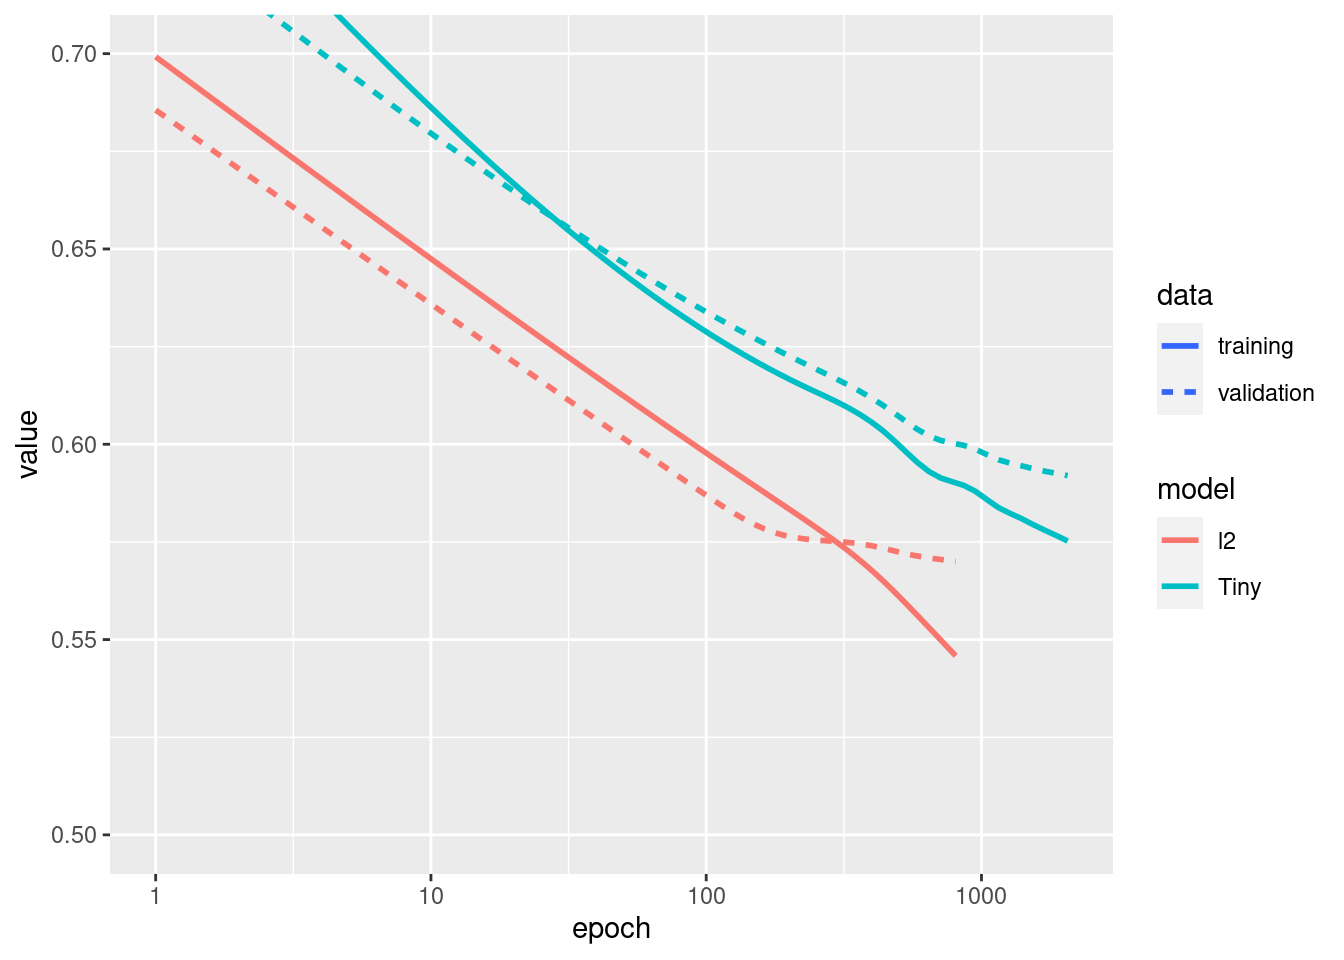 0.70
0.65
0.60
0.55
0.50
value
1
10
100
1000
epoch
data
training
validation
model
l2
Tiny